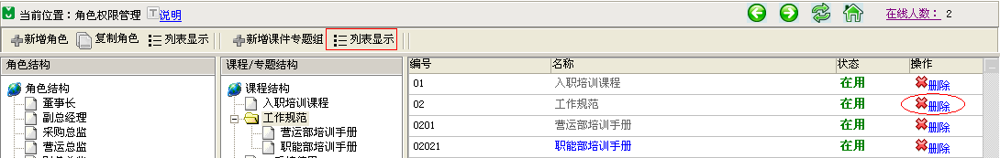 当前位置：角色权限管理 说明 在线人数： 2
新增角色 复制角色 列表显示 新增课件专题组 列表显示
角色结构 课程/专题结构 编号 名称 状态 操作
角色结构
董事长
副总经理
采购总监
营运总监
课程结构
入职培训课程
工作规范
营运部培训手册
职能部培训手册
01 入职培训课程 在用 删除
02 工作规范 在用 删除
0201 营运部培训手册 在用 删除
02021 职能部培训手册 在用 删除